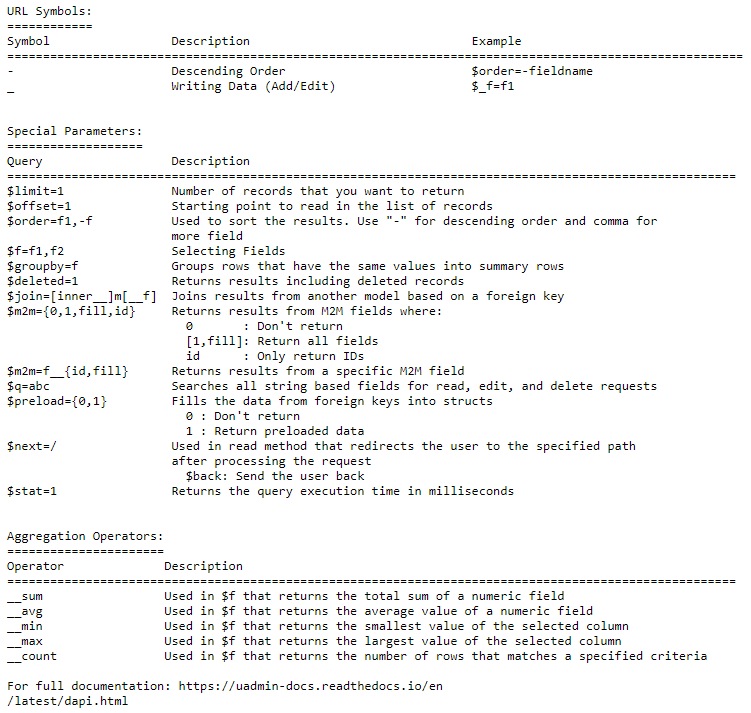 URL Symbols:
============
Symbol                 Description                               Example
=======================================================================================================
-                      Descending Order                          $order=-fieldname
_                      Writing Data (Add/Edit)                   $_f=f1
Special Parameters:
===================
Query                  Description
======================================================================================================
$limit=1               Number of records that you want to return
$offset=1              Starting point to read in the list of records
$order=f1,-f           Used to sort the results. Use "-" for descending order and comma for
                       more field
$f=f1,f2               Selecting Fields
$groupby=f             Groups rows that have the same values into summary rows
$deleted=1             Returns results including deleted records
$join=[inner__]m[__f]  Joins results from another model based on a foreign key
$m2m={0,1,fill,id}     Returns results from M2M fields where:
                         0       : Don't return
                         [1,fill]: Return all fields
                         id      : Only return IDs
$m2m=f__{id,fill}      Returns results from a specific M2M field
$q=abc                 Searches all string based fields for read, edit, and delete requests
$preload={0,1}         Fills the data from foreign keys into structs
                         0 : Don't return
                         1 : Return preloaded data
$next=/                Used in read method that redirects the user to the specified path
                       after processing the request
                         $back: Send the user back
$stat=1                Returns the query execution time in milliseconds
Aggregation Operators:
======================
Operator              Description
======================================================================================================
__sum                 Used in $f that returns the total sum of a numeric field
__avg                 Used in $f that returns the average value of a numeric field
__min                 Used in $f that returns the smallest value of the selected column
__max                 Used in $f that returns the largest value of the selected column
__count               Used in $f that returns the number of rows that matches a specified criteria
For full documentation: https://uadmin-docs.readthedocs.io/en
/latest/dapi.html